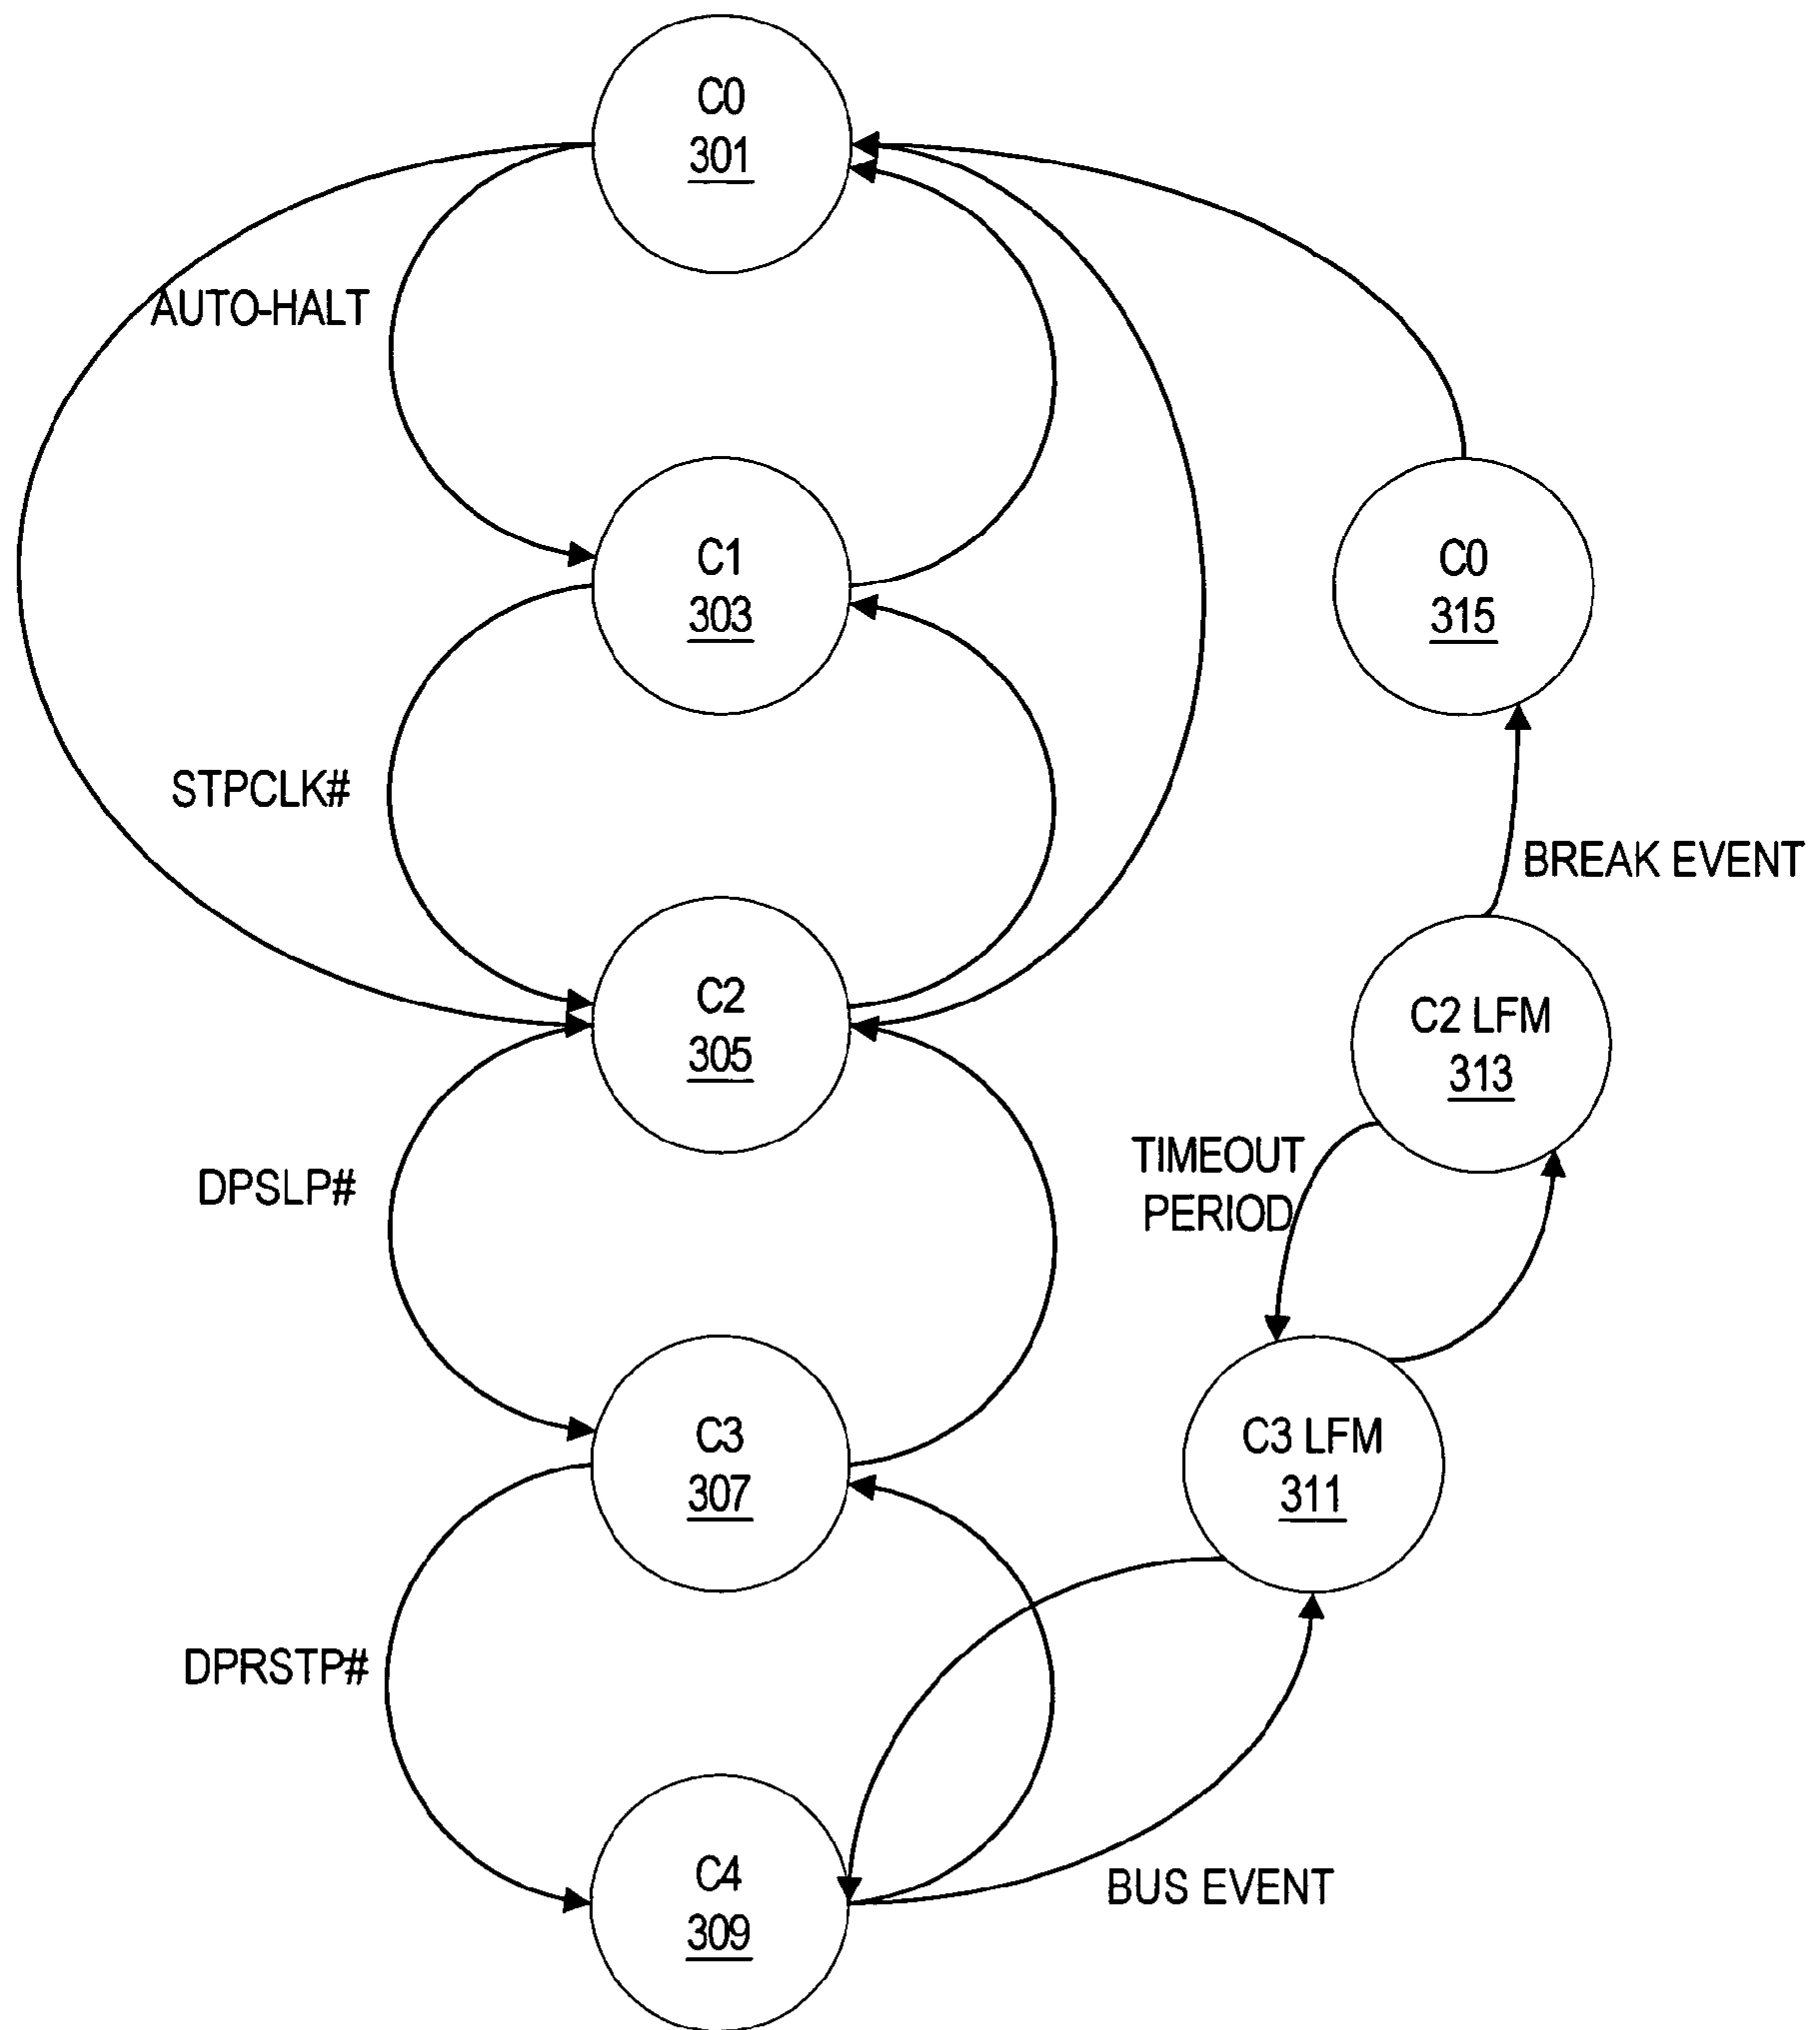 C0
301
AUTO-HALT
C1
303
C0
315
STPCLK#
BREAK EVENT
C2
305
C2 LFM
313
DPSLP#
TIMEOUT
PERIOD
C3
307
C3 LFM
311
DPRSTP#
C4
309
BUS EVENT